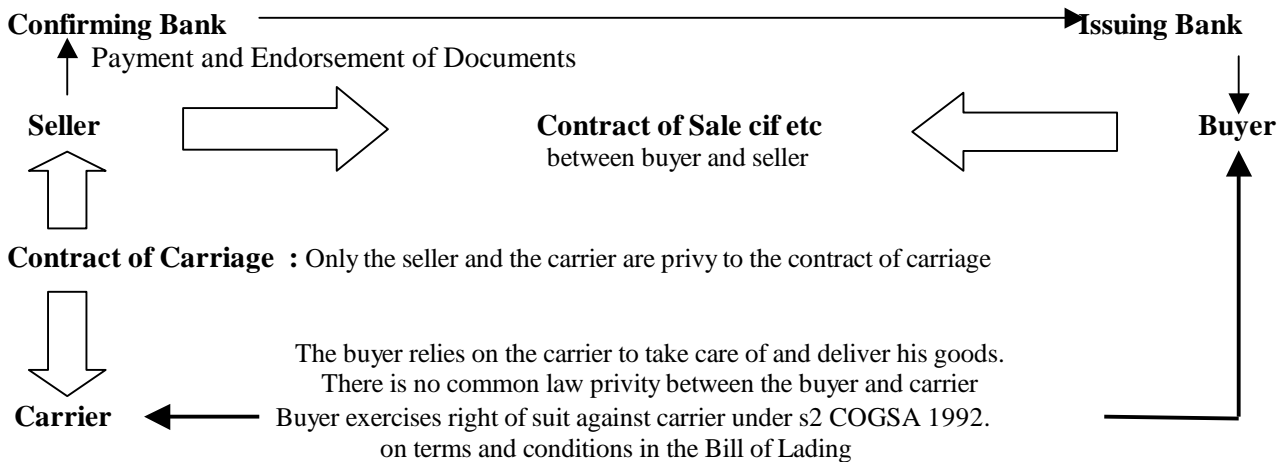 Confirming Bank Issuing Bank
Payment and Endorsement of Documents
Seller Contract of Sale cif etc Buyer
between buyer and seller
Contract of Carriage : Only the seller and the carrier are privy to the contract of carriage
The buyer relies on the carrier to take care of and deliver his goods.
There is no common law privity between the buyer and carrier
Carrier Buyer exercises right of suit against carrier under s2 COGSA 1992.
on terms and conditions in the Bill of Lading